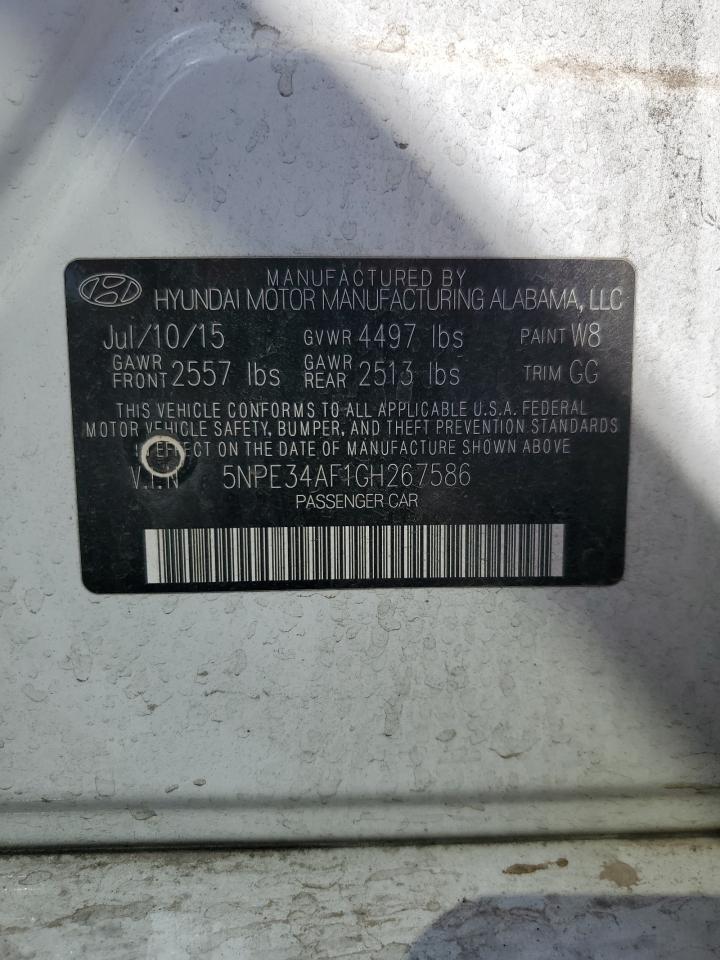 MANUFACTURED BY
HYUNDAI MOTOR MANUFACTURING ALABAMA, LLC
Jul/10/15 GVWR 4497 lbs PAINT W8
GAWR FRONT 2557 lbs GAWR REAR 2513 lbs TRIM GG
THIS VEHICLE CONFORMS TO ALL APPLICABLE U.S.A. FEDERAL
MOTOR VEHICLE SAFETY, BUMPER, AND THEFT PREVENTION STANDARDS
IN EFFECT ON THE DATE OF MANUFACTURE SHOWN ABOVE
V.I.N 5NPE34AF1GH267586
PASSENGER CAR